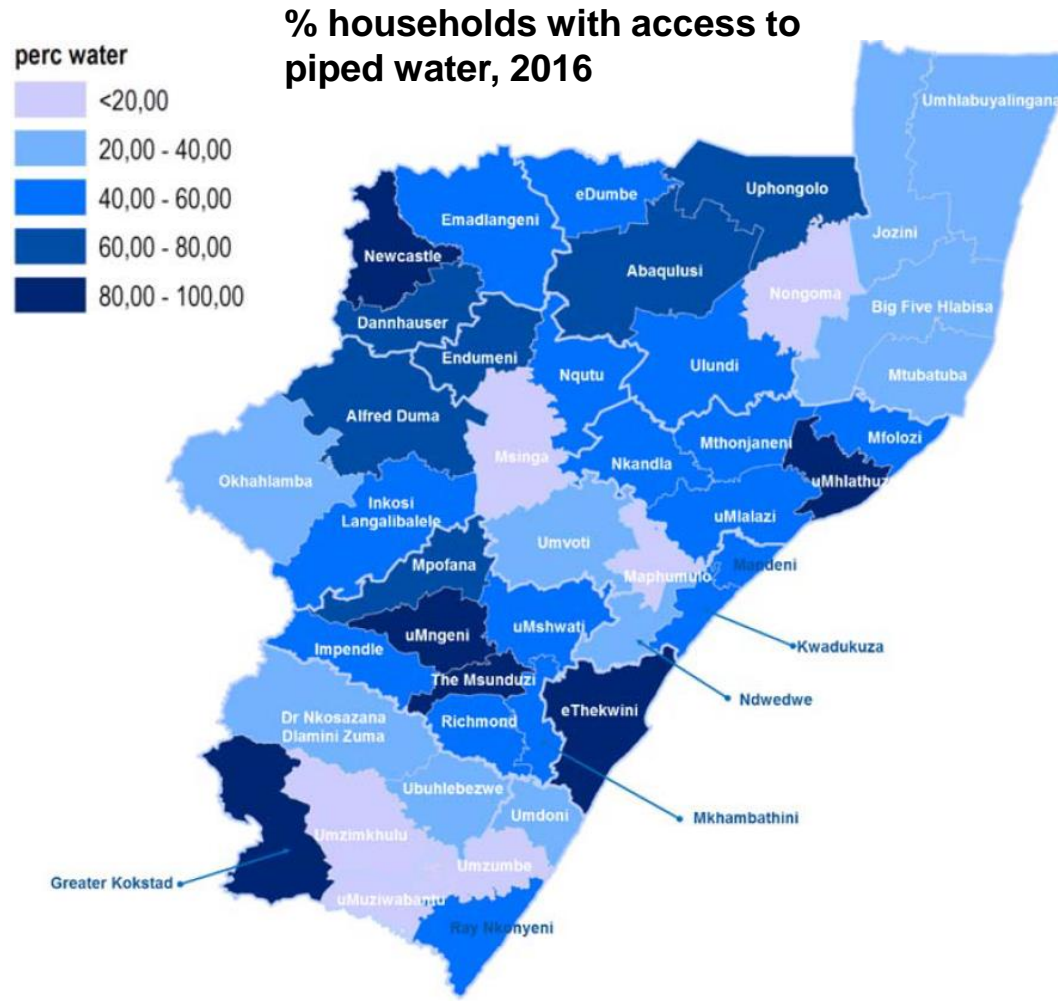 % households with access to
piped water, 2016
perc water
<20,00
20,00 - 40,00
40,00 - 60,00
60,00 - 80,00
80,00 - 100,00
Umhlabuyalingana
eDumbe
Uphongolo
Emadlangeni
Jozini
Newcastle
Abaqulusi
Nongoma
Big Five Hlabisa
Dannhauser
Endumeni
Ulundi
Nqutu
Mtubatuba
Alfred Duma
Mthonjaneni
Mfolozi
Msinga
Nkandla
Okhahlamba
uMhlathuz
Inkosi
Langalibalele
uMlalazi
Umvoti
Mpofana
Mandeni
Maphumulo
uMngeni
uMshwati
Impendle
Kwadukuza
The Msunduzi
Ndwedwe
eThekwini
Dr Nkosazana
Dlamini Zuma
Richmond
Ubuhlebezwe
Umdoni
Mkhambathini
Umzimkhulu
Umzumbe
Greater Kokstad
uMuziwabantu
Ray Nkonyeni